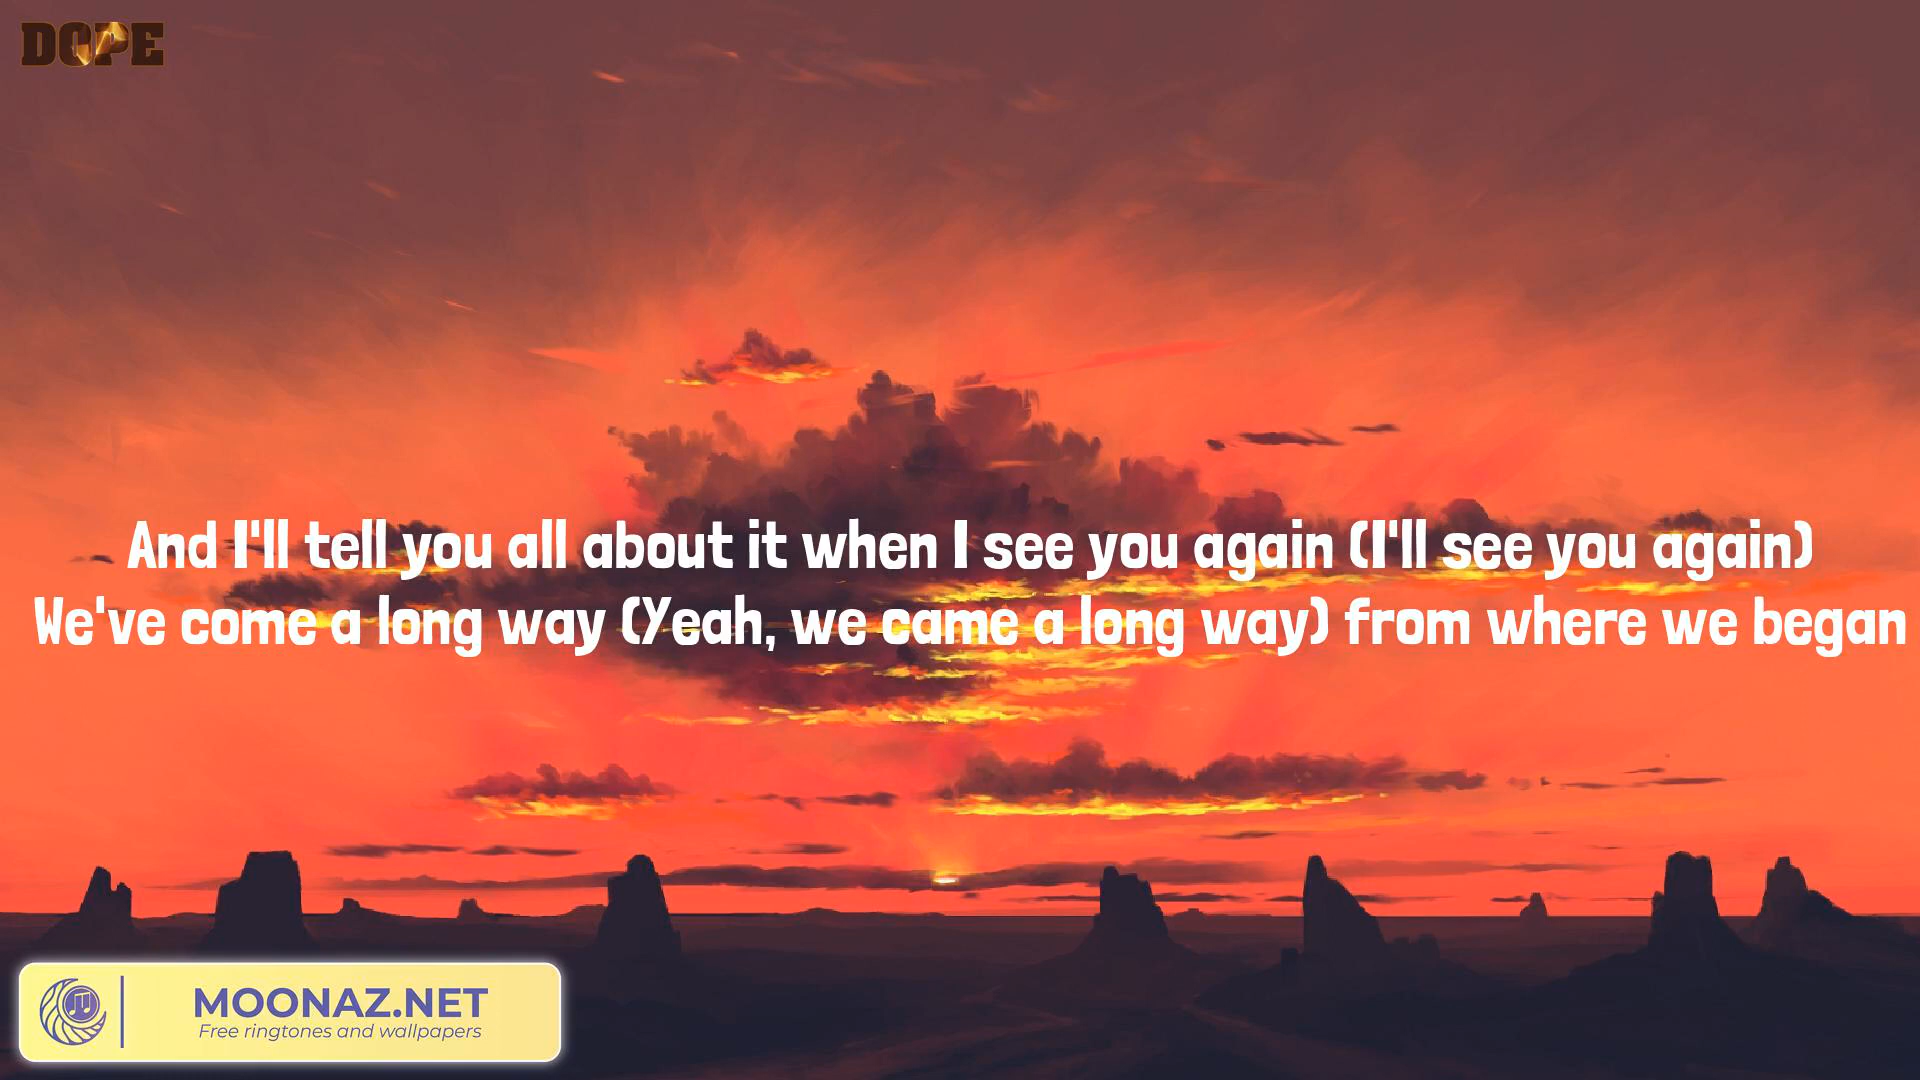 DOPE
And I'll tell you all about it when I see you again (I'll see you again)
We've come a long way (Yeah, we came a long way) from where we began
MOONAZ.NET
Free ringtones and wallpapers